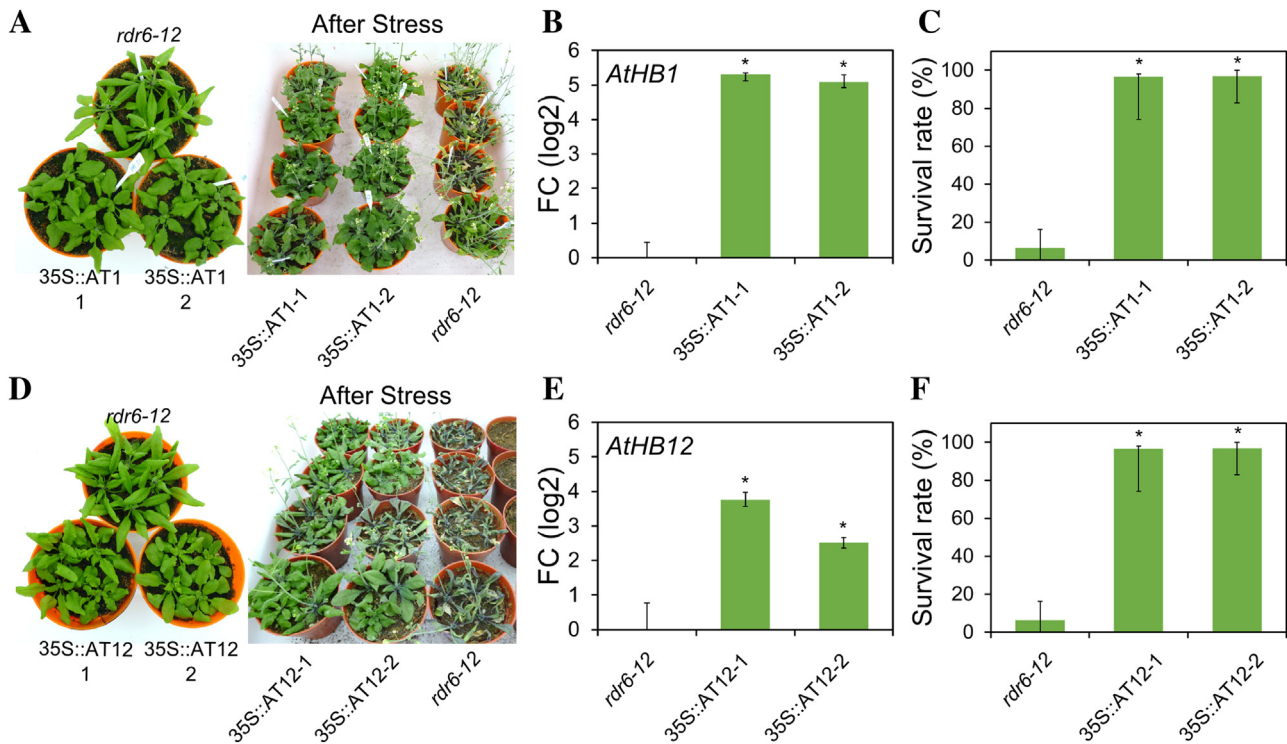 A
rdr6-12
After Stress
35S::AT1
1
35S::AT1
2
35S::AT1-1
35S::AT1-2
rdr6-12
B
AtHB1
FC (log2)
6
5
4
3
2
1
0
*
*
rdr6-12
35S::AT1-1
35S::AT1-2
C
Survival rate (%)
100
80
60
40
20
0
*
*
rdr6-12
35S::AT1-1
35S::AT1-2
D
rdr6-12
After Stress
35S::AT12
1
35S::AT12
2
35S::AT12-1
35S::AT12-2
rdr6-12
E
AtHB12
FC (log2)
6
5
4
3
2
1
0
*
*
rdr6-12
35S::AT12-1
35S::AT12-2
F
Survival rate (%)
100
80
60
40
20
0
*
*
rdr6-12
35S::AT12-1
35S::AT12-2